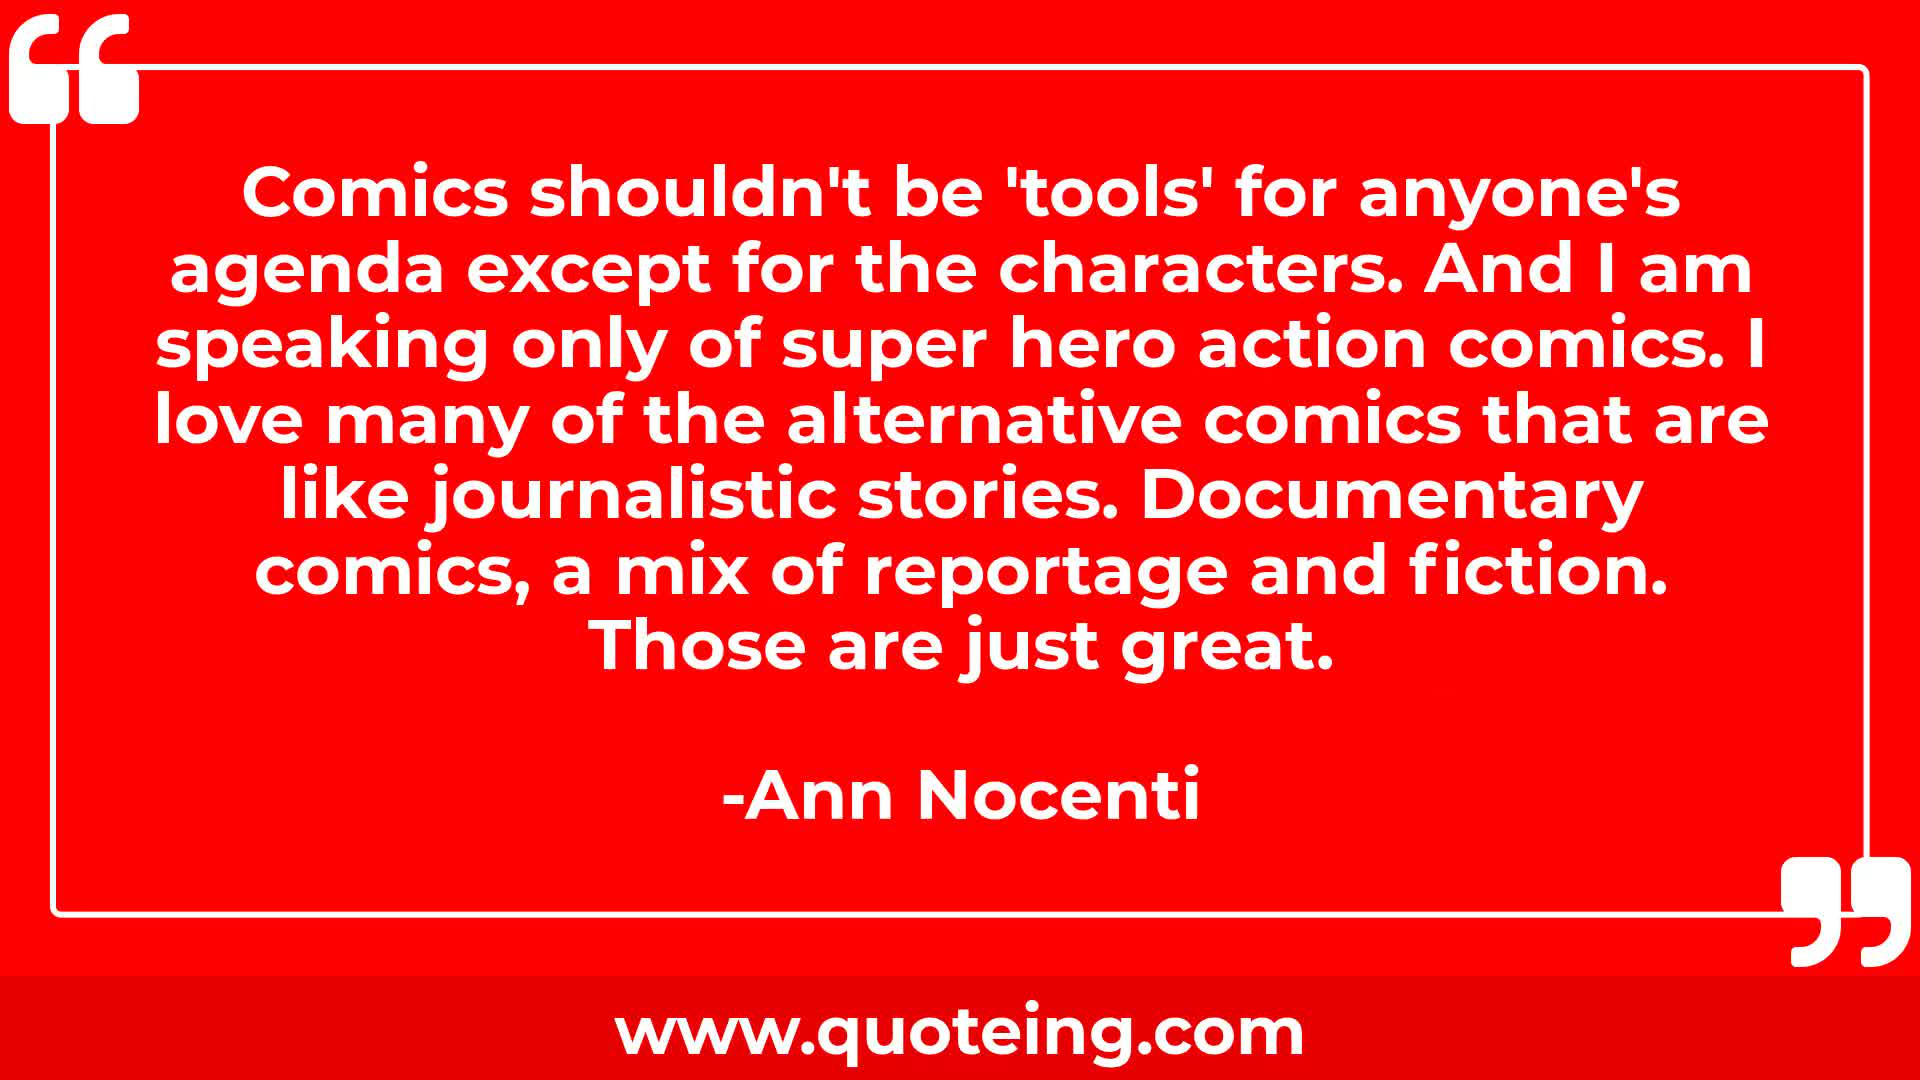 Comics shouldn't be 'tools' for anyone's
agenda except for the characters. And I am
speaking only of super hero action comics. I
love many of the alternative comics that are
like journalistic stories. Documentary
comics, a mix of reportage and fiction.
Those are just great.
-Ann Nocenti
www.quoteing.com